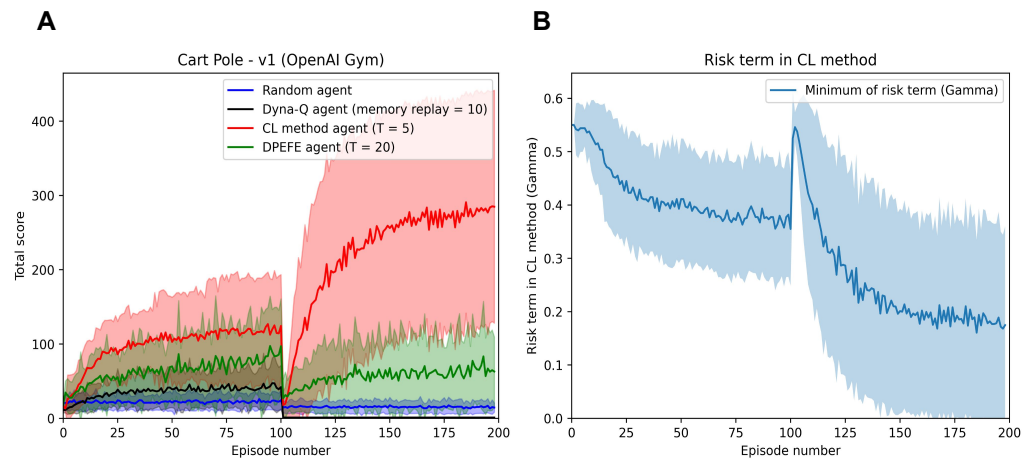 A
Cart Pole - v1 (OpenAI Gym)
Total score
400
300
200
100
0
Random agent
Dyna-Q agent (memory replay = 10)
CL method agent (T = 5)
DPEFE agent (T = 20)
0 25 50 75 100 125 150 175 200
Episode number
B
Risk term in CL method
Risk term in CL method (Gamma)
0.6
0.5
0.4
0.3
0.2
0.1
0.0
Minimum of risk term (Gamma)
0 25 50 75 100 125 150 175 200
Episode number